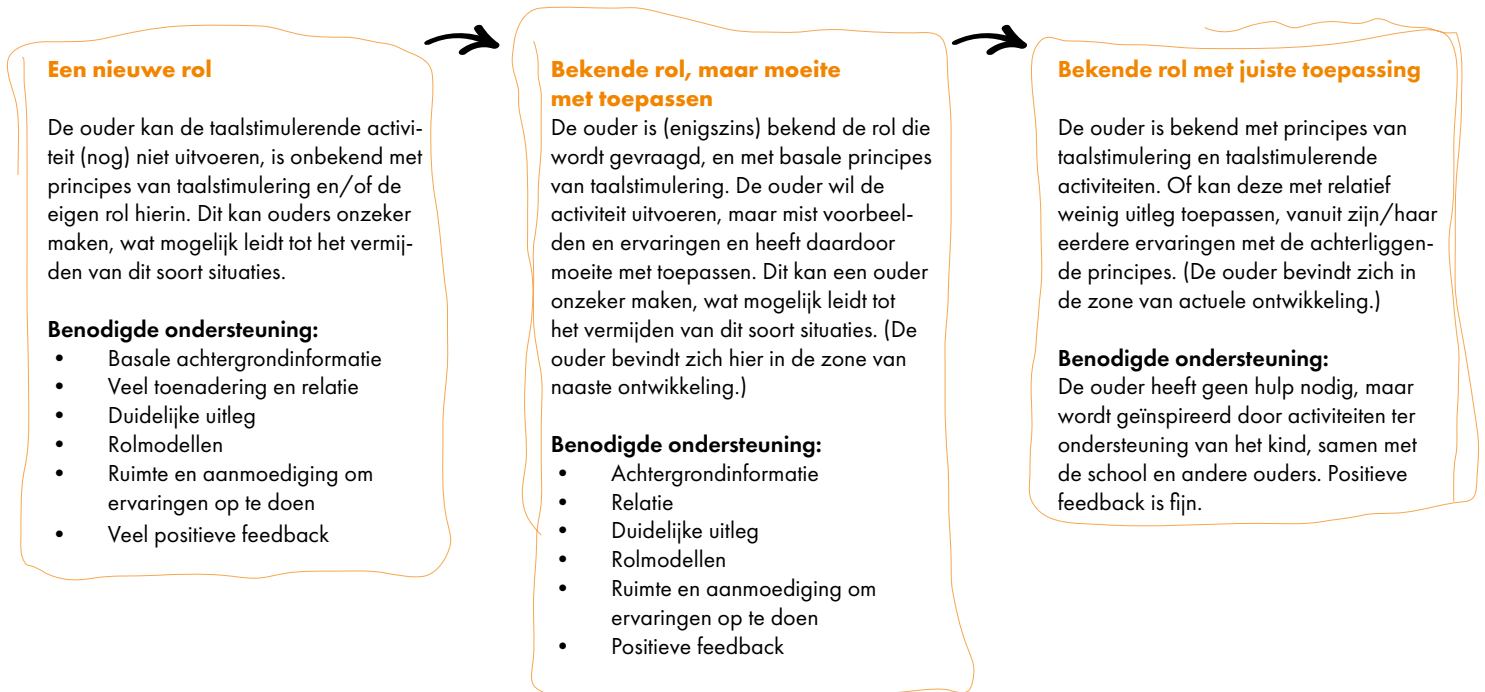 Een nieuwe rol
De ouder kan de taalstimulerende activi-
teit (nog) niet uitvoeren, is onbekend met
principes van taalstimulering en/of de
eigen rol hierin. Dit kan ouders onzeker
maken, wat mogelijk leidt tot het vermij-
den van dit soort situaties.
Benodigde ondersteuning:
• Basale achtergrondinformatie
• Veel toenadering en relatie
• Duidelijke uitleg
• Rolmodellen
• Ruimte en aanmoediging om
ervaringen op te doen
• Veel positieve feedback
Bekende rol, maar moeite
met toepassen
De ouder is (enigszins) bekend de rol die
wordt gevraagd, en met basale principes
van taalstimulering. De ouder wil de
activiteit uitvoeren, maar mist voorbeel-
den en ervaringen en heeft daardoor
moeite met toepassen. Dit kan een ouder
onzeker maken, wat mogelijk leidt tot
het vermijden van dit soort situaties. (De
ouder bevindt zich hier in de zone van
naaste ontwikkeling.)
Benodigde ondersteuning:
• Achtergrondinformatie
• Relatie
• Duidelijke uitleg
• Rolmodellen
• Ruimte en aanmoediging om
ervaringen op te doen
• Positieve feedback
Bekende rol met juiste toepassing
De ouder is bekend met principes van
taalstimulering en taalstimulerende
activiteiten. Of kan deze met relatief
weinig uitleg toepassen, vanuit zijn/haar
eerdere ervaringen met de achterliggen-
de principes. (De ouder bevindt zich in
de zone van actuele ontwikkeling.)
Benodigde ondersteuning:
De ouder heeft geen hulp nodig, maar
wordt geïnspireerd door activiteiten ter
ondersteuning van het kind, samen met
de school en andere ouders. Positieve
feedback is fijn.